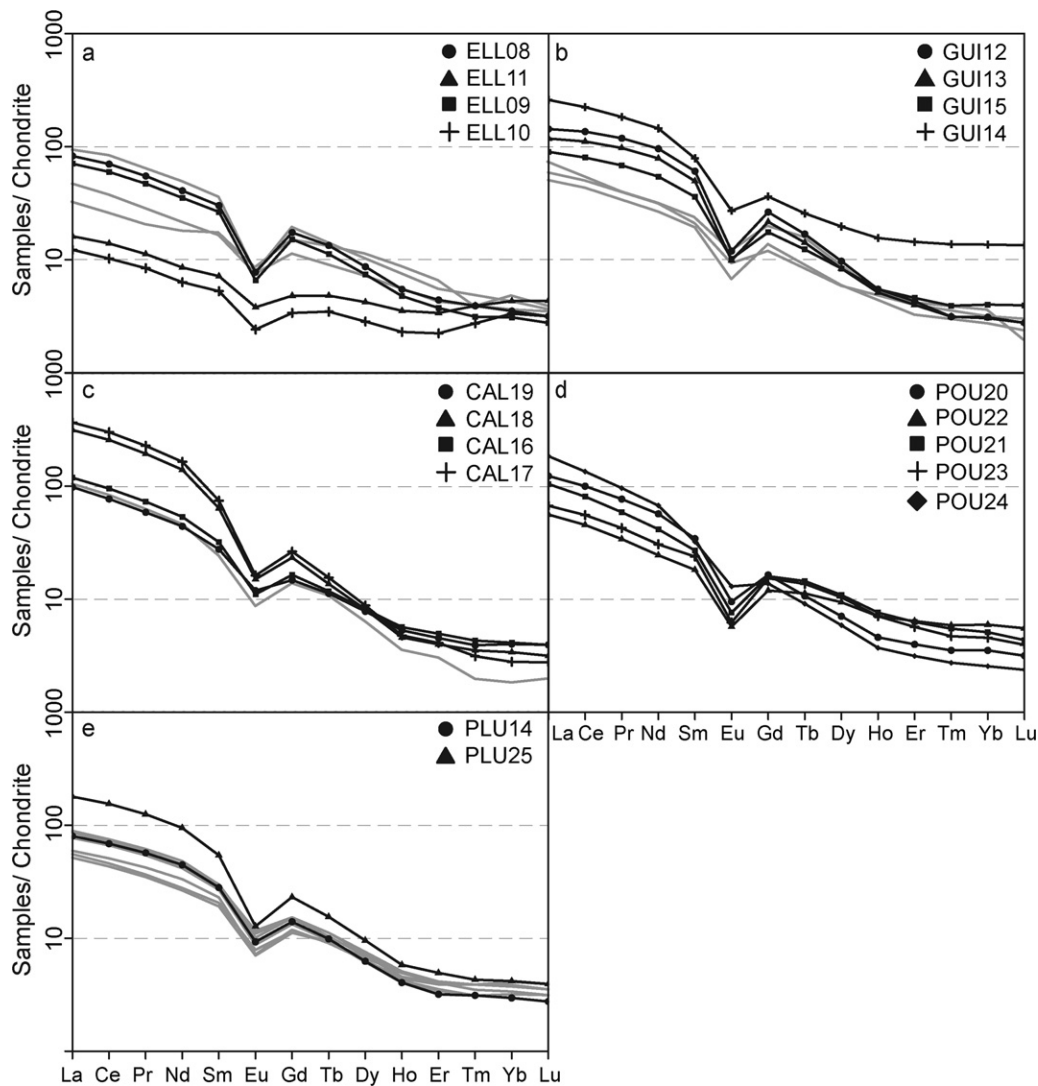 a
ELL08
ELL11
ELL09
ELL10
1000
100
10
Samples/ Chondrite
b
GUI12
GUI13
GUI15
GUI14
c
CAL19
CAL18
CAL16
CAL17
1000
100
10
Samples/ Chondrite
d
POU20
POU22
POU21
POU23
POU24
La Ce Pr Nd Sm Eu Gd Tb Dy Ho Er Tm Yb Lu
e
PLU14
PLU25
1000
100
10
Samples/ Chondrite
La Ce Pr Nd Sm Eu Gd Tb Dy Ho Er Tm Yb Lu